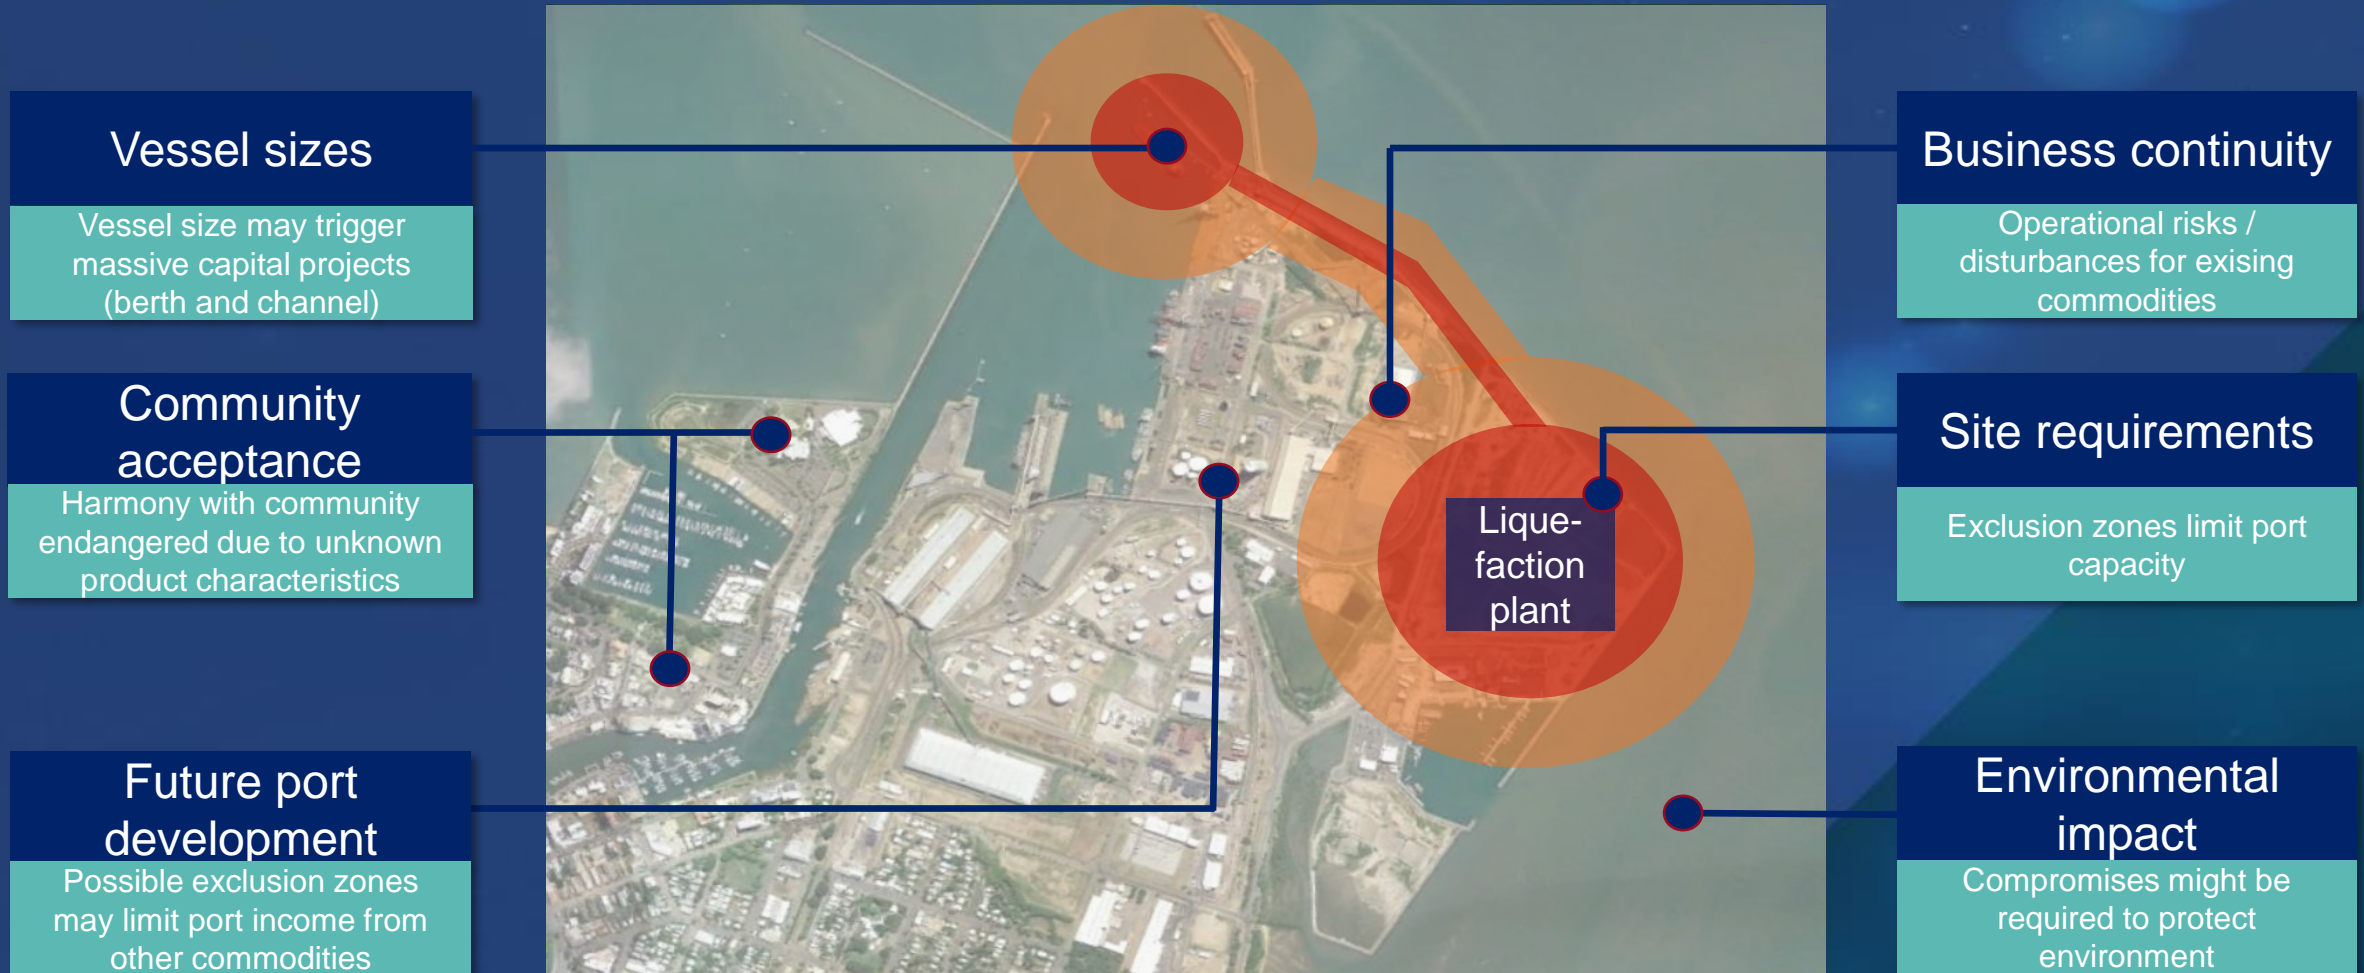 Vessel sizes
Vessel size may trigger
massive capital projects
(berth and channel)
Community
acceptance
Harmony with community
endangered due to unknown
product characteristics
Future port
development
Possible exclusion zones
may limit port income from
other commodities
Lique-
faction
plant
Business continuity
Operational risks /
disturbances for exising
commodities
Site requirements
Exclusion zones limit port
capacity
Environmental
impact
Compromises might be
required to protect
environment